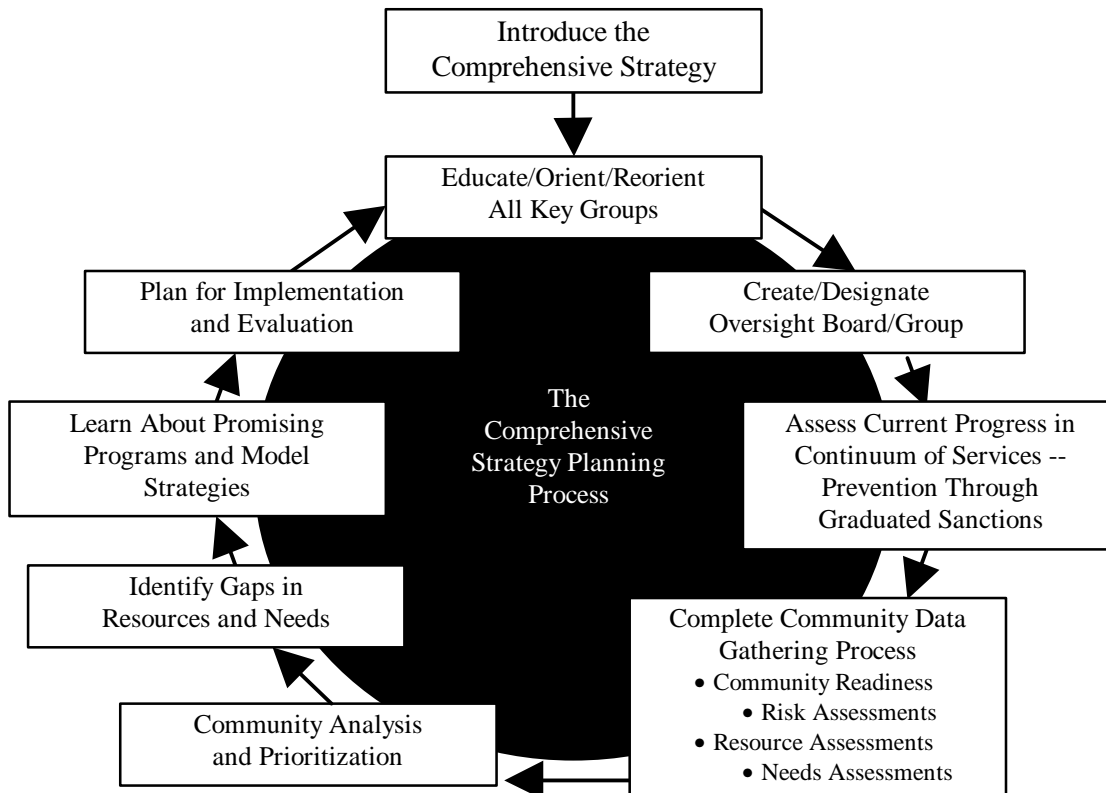 Introduce the
Comprehensive Strategy
Educate/Orient/Reorient
All Key Groups
Plan for Implementation
and Evaluation
Create/Designate
Oversight Board/Group
The
Comprehensive
Strategy Planning
Process
Learn About Promising
Programs and Model
Strategies
Assess Current Progress in
Continuum of Services --
Prevention Through
Graduated Sanctions
Identify Gaps in
Resources and Needs
Complete Community Data
Gathering Process
• Community Readiness
• Risk Assessments
• Resource Assessments
• Needs Assessments
Community Analysis
and Prioritization